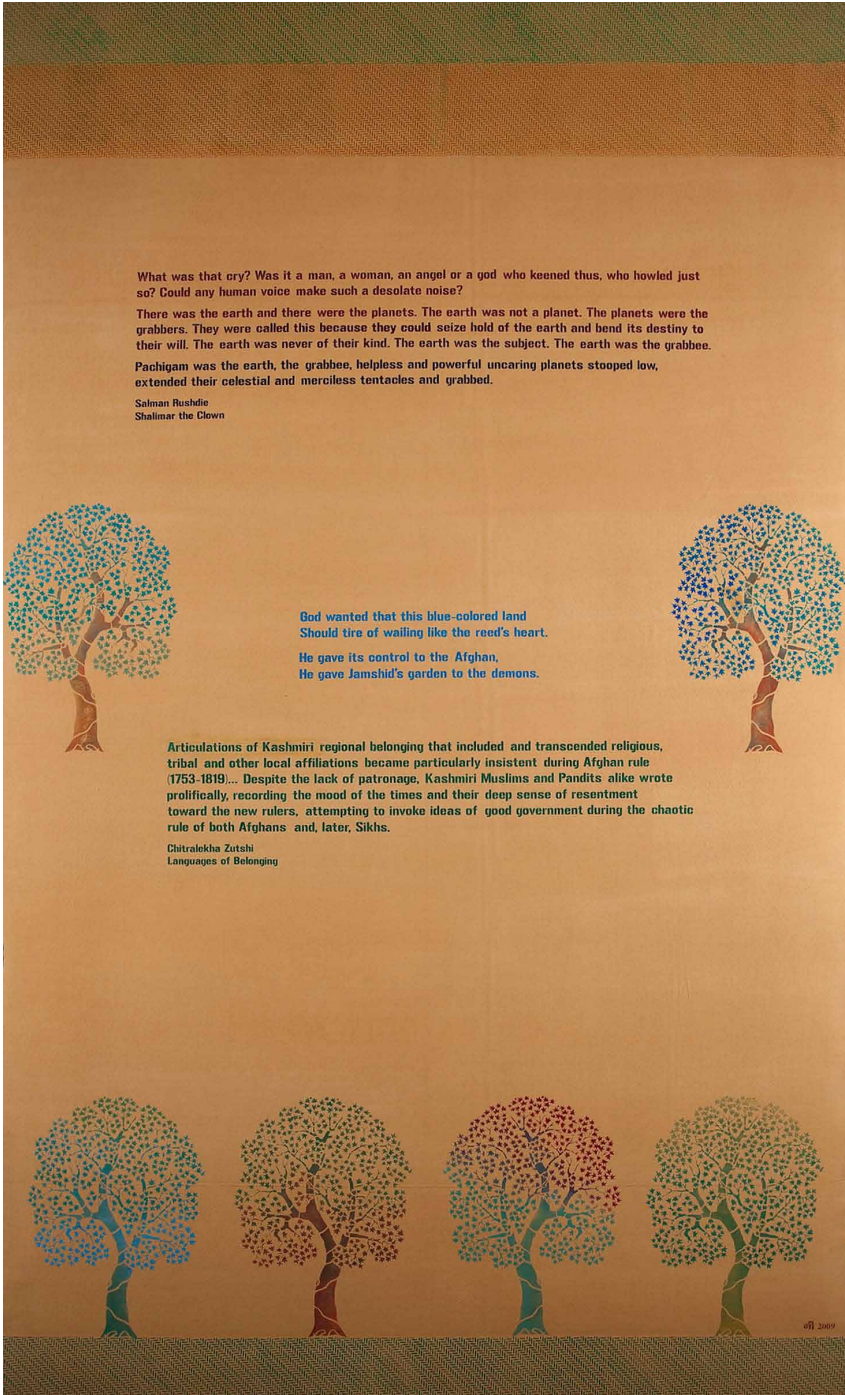 What was that cry? Was it a man, a woman, an angel or a god who keened thus, who howled just
so? Could any human voice make such a desolate noise?
There was the earth and there were the planets. The earth was not a planet. The planets were the
grabbers. They were called this because they could seize hold of the earth and bend its destiny to
their will. The earth was never of their kind. The earth was the subject. The earth was the grabbee.
Pachigam was the earth, the grabbee, helpless and powerful uncaring planets stooped low,
extended their celestial and merciless tentacles and grabbed.
Salman Rushdie
Shalimar the Clown
God wanted that this blue-colored land
Should tire of wailing like the reed's heart.
He gave its control to the Afghan,
He gave Jamshid's garden to the demons.
Articulations of Kashmiri regional belonging that included and transcended religious,
tribal and other local affiliations became particularly insistent during Afghan rule
(1753-1819)... Despite the lack of patronage, Kashmiri Muslims and Pandits alike wrote
prolifically, recording the mood of the times and their deep sense of resentment
toward the new rulers, attempting to invoke ideas of good government during the chaotic
rule of both Afghans and, later, Sikhs.
Chitralekha Zutshi
Languages of Belonging
2009